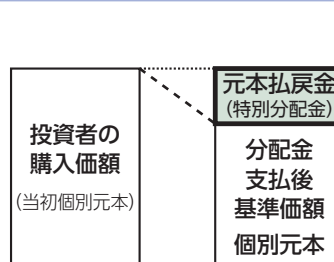 投資者の
購入価額
(当初個別元本)
元本払戻金
(特別分配金)
分配金
支払後
基準価額
個別元本